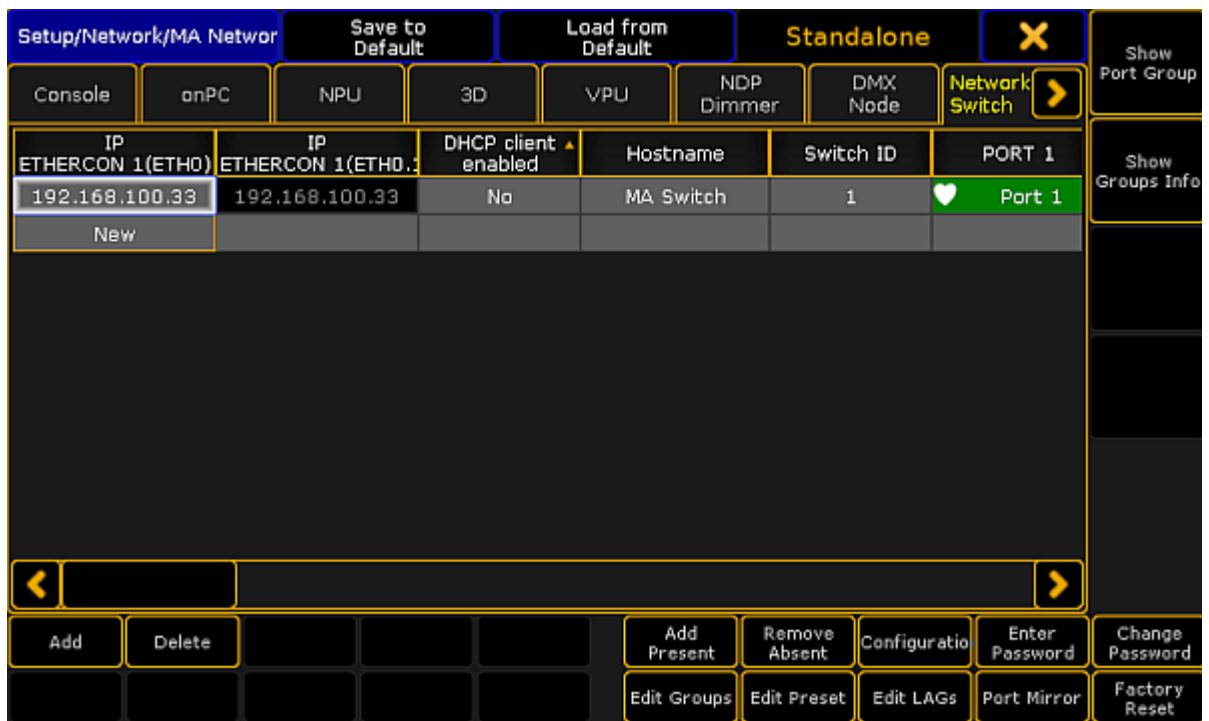 Setup/Network/MA Networ
Save to
Default
Load from
Default
Standalone
Show
Port Group
Console
onPC
NPU
3D
VPU
NDP
Dimmer
DMX
Node
Network
Switch
IP
ETHERCON 1(ETH0)
IP
ETHERCON 1(ETH0.
DHCP client
enabled
Hostname
Switch ID
PORT 1
Show
Groups Info
192.168.100.33
192.168.100.33
No
MA Switch
1
Port 1
New
Add
Delete
Add
Present
Remove
Absent
Configuratio
Enter
Password
Change
Password
Edit Groups
Edit Preset
Edit LAGs
Port Mirror
Factory
Reset